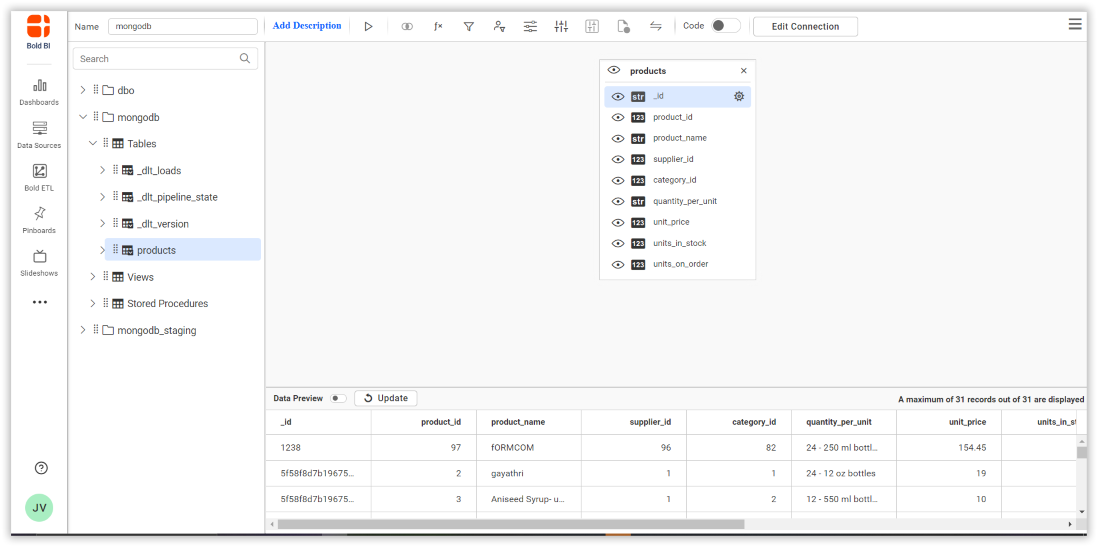 Bold BI
Dashboards
Data Sources
Bold ETL
Pinboards
Slideshows
JV
Name mongodb Add Description ƒx Code Edit Connection
Search
dbo
mongodb
Tables
_dlt_loads
_dlt_pipeline_state
_dlt_version
products
Views
Stored Procedures
mongodb_staging
products
str _id
123 product_id
str product_name
123 supplier_id
123 category_id
str quantity_per_unit
123 unit_price
123 units_in_stock
123 units_on_order
Data Preview Update A maximum of 31 records out of 31 are displayed
_id product_id product_name supplier_id category_id quantity_per_unit unit_price units_in_st
1238 97 fORMCOM 96 82 24 - 250 ml bottl... 154.45
5f58f8d7b19675... 2 gayathri 1 1 24 - 12 oz bottles 19
5f58f8d7b19675... 3 Aniseed Syrup- u... 1 2 12 - 550 ml bottl... 10